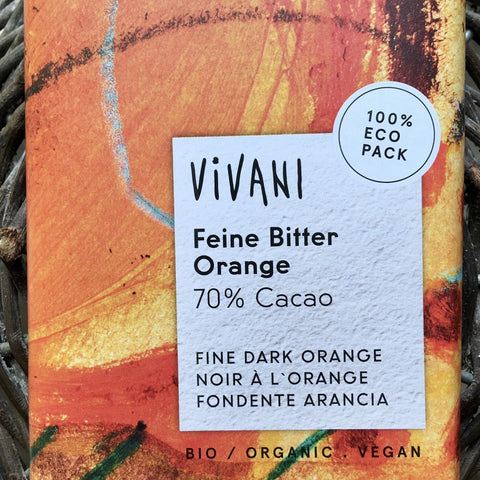 100%
ECO
PACK
ViVANi
Feine Bitter
Orange
70% Cacao
FINE DARK ORANGE
NOIR À L`ORANGE
FONDENTE ARANCIA
BIO / ORGANIC . VEGAN